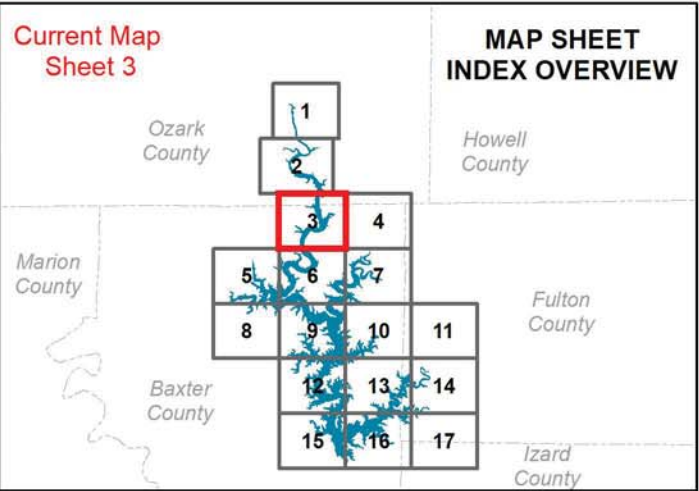 Current Map
Sheet 3
MAP SHEET
INDEX OVERVIEW
1
Ozark
County
Howell
County
2
3
4
Marion
County
5
6
7
Fulton
County
8
9
10
11
Baxter
County
12
13
14
15
16
17
Izard
County